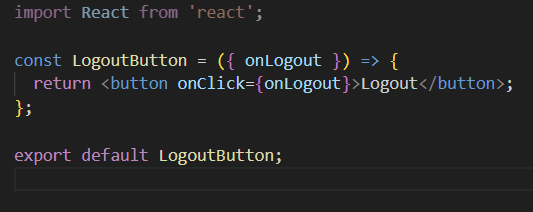 import React from 'react';
const LogoutButton = ({ onLogout }) => {
return <button onClick={onLogout}>Logout</button>;
};
export default LogoutButton;